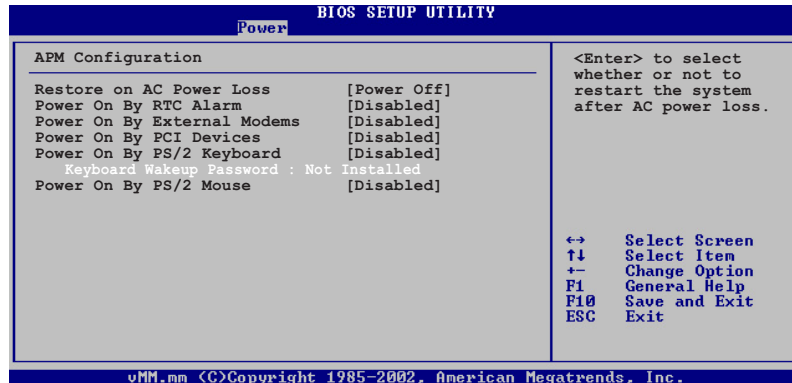 BIOS SETUP UTILITY
Power
APM Configuration
Restore on AC Power Loss [Power Off]
Power On By RTC Alarm [Disabled]
Power On By External Modems [Disabled]
Power On By PCI Devices [Disabled]
Power On By PS/2 Keyboard [Disabled]
Keyboard Wakeup Password : Not Installed
Power On By PS/2 Mouse [Disabled]
<Enter> to select
whether or not to
restart the system
after AC power loss.
←→ Select Screen
↑↓ Select Item
+- Change Option
F1 General Help
F10 Save and Exit
ESC Exit
vMM.mm (C)Copyright 1985-2002, American Megatrends, Inc.